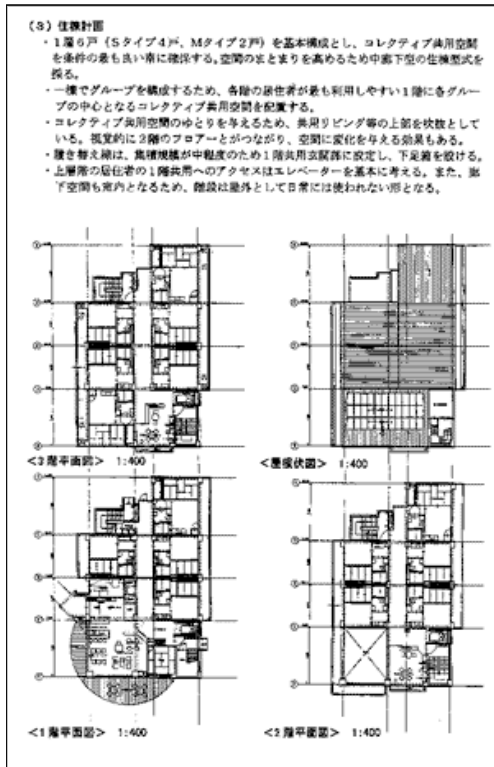 (3) 住棟計画
・1層6戸(Sタイプ4戸、Mタイプ2戸)を基本構成とし、コレクティブ共用空間
を条件の最も良い南に確保する。空間のまとまりを高めるため中廊下型の住棟型式を
採る。
・一棟でグループを構成するため、各階の居住者が最も利用しやすい1階に各グルー
プの中心となるコレクティブ共用空間を配置する。
・コレクティブ共用空間のゆとりを与えるため、共用リビング等の上部を吹抜として
いる。視覚的に2階のフロアーとがつながり、空間に変化を与える効果もある。
・履き替え線は、集積規模が中程度のため1階共用玄関部に設定し、下足箱を設ける。
・上層階の居住者の1階共用へのアクセスはエレベーターを基本に考える。また、廊
下空間も室内となるため、階段は屋外として日常には使われない形となる。
<3階平面図> 1:400
<屋根伏図> 1:400
<1階平面図> 1:400
<2階平面図> 1:400